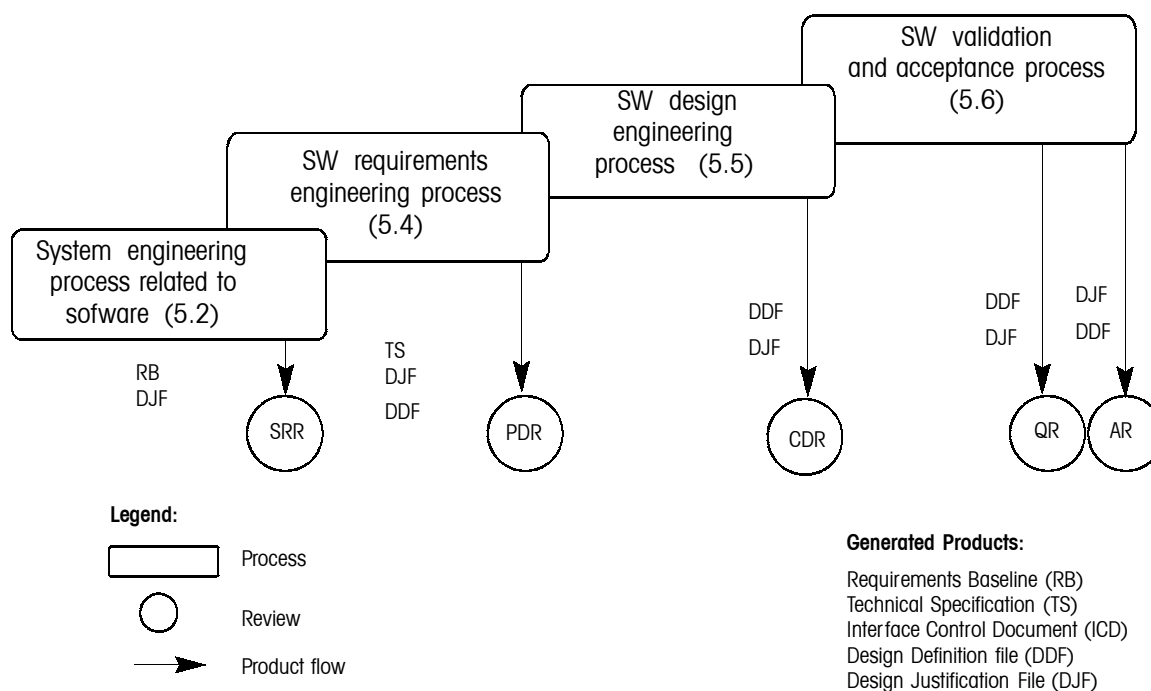 SW validation
and acceptance process
(5.6)
SW design
engineering
process (5.5)
SW requirements
engineering process
(5.4)
System engineering
process related to
sofware (5.2)
RB
DJF
TS
DJF
DDF
DDF
DJF
DDF
DJF
DJF
DDF
SRR
PDR
CDR
QR
AR
Legend:
Process
Review
Product flow
Generated Products:
Requirements Baseline (RB)
Technical Specification (TS)
Interface Control Document (ICD)
Design Definition file (DDF)
Design Justification File (DJF)